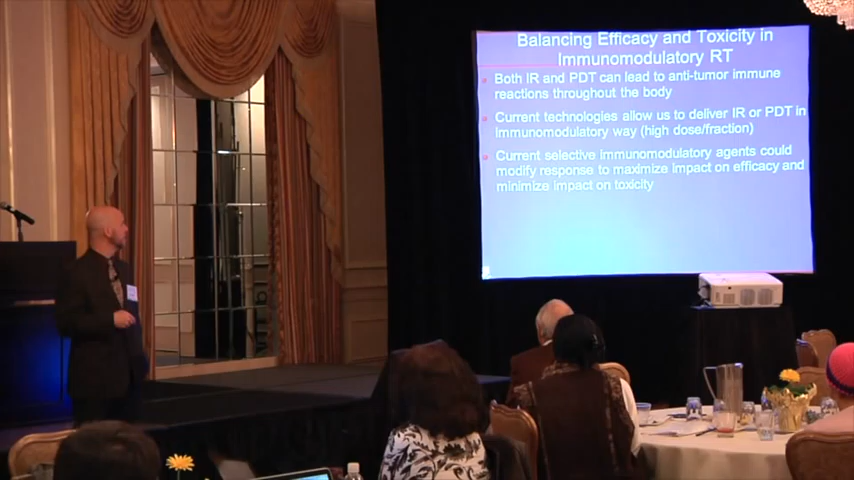 Balancing Efficacy and Toxicity in
Immunomodulatory RT
Both IR and PDT can lead to anti-tumor immune
reactions throughout the body
Current technologies allow us to deliver IR or PDT in
immunomodulatory way (high dose/fraction)
Current selective immunomodulatory agents could
modify response to maximize impact on efficacy and
minimize impact on toxicity